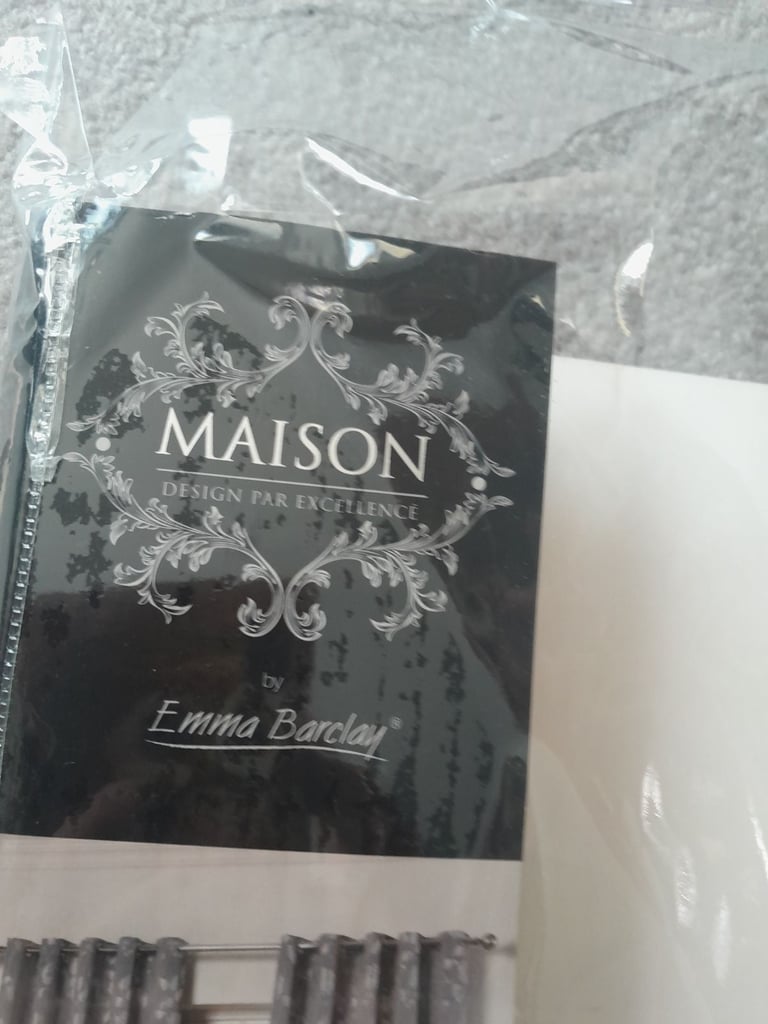 MAISON
DESIGN PAR EXCELLENCE
by
Emma Barclay®